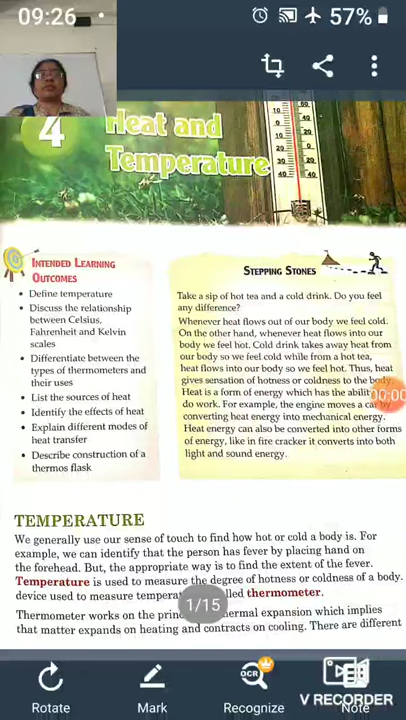 09:26
57%
4
Heat and
Temperature
INTENDED LEARNING
OUTCOMES
• Define temperature
• Discuss the relationship
between Celsius,
Fahrenheit and Kelvin
scales
• Differentiate between the
types of thermometers and
their uses
• List the sources of heat
• Identify the effects of heat
• Explain different modes of
heat transfer
• Describe construction of a
thermos flask
STEPPING STONES
Take a sip of hot tea and a cold drink. Do you feel
any difference?
Whenever heat flows out of our body we feel cold.
On the other hand, whenever heat flows into our
body we feel hot. Cold drink takes away heat from
our body so we feel cold while from a hot tea,
heat flows into our body so we feel hot. Thus, heat
gives sensation of hotness or coldness to the body.
Heat is a form of energy which has the
do work. For example, the engine moves a car by
converting heat energy into mechanical energy.
Heat energy can also be converted into other forms
of energy, like in fire cracker it converts into both
light and sound energy.
00:00
TEMPERATURE
We generally use our sense of touch to find how hot or cold a body is. For
example, we can identify that the person has fever by placing hand on
the forehead. But, the appropriate way is to find the extent of the fever.
Temperature is used to measure the degree of hotness or coldness of a body.
device used to measure thermometer.
1/15
Thermometer works on the expansion which implies
that matter expands on heating and contracts on cooling. There are different
Rotate
Mark
OCR
Recognize
Note
V RECORDER